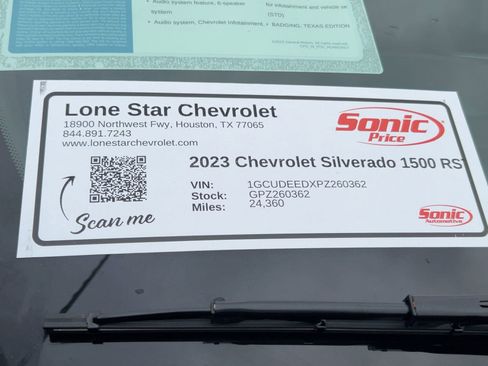 • Audio system feature, 6-speaker
system
• Audio system, Chevrolet Infotainment
for infotainment and vehicle on
(STD)
• BADGING, TEXAS EDITION
Lone Star Chevrolet
18900 Northwest Fwy, Houston, TX 77065
844.891.7243
www.lonestarchevrolet.com
Sonic
Price
2023 Chevrolet Silverado 1500 RS
VIN: 1GCUDEEDXPZ260362
Stock: GPZ260362
Miles: 24,360
Scan me
Sonic
Automotive